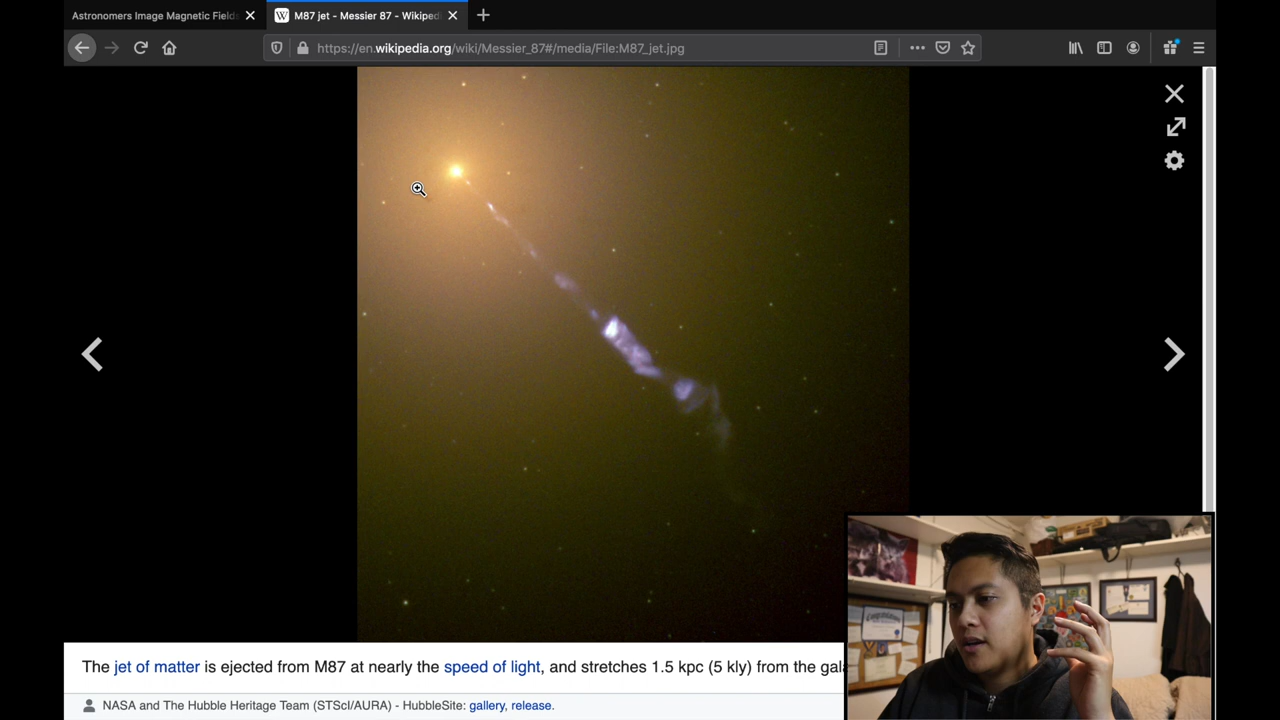 Astronomers Image Magnetic Fields
M87 jet - Messier 87 - Wikiped
https://en.wikipedia.org/wiki/Messier_87#/media/File:M87_jet.jpg
The jet of matter is ejected from M87 at nearly the speed of light, and stretches 1.5 kpc (5 kly) from the gal
NASA and The Hubble Heritage Team (STScI/AURA) - HubbleSite: gallery, release.